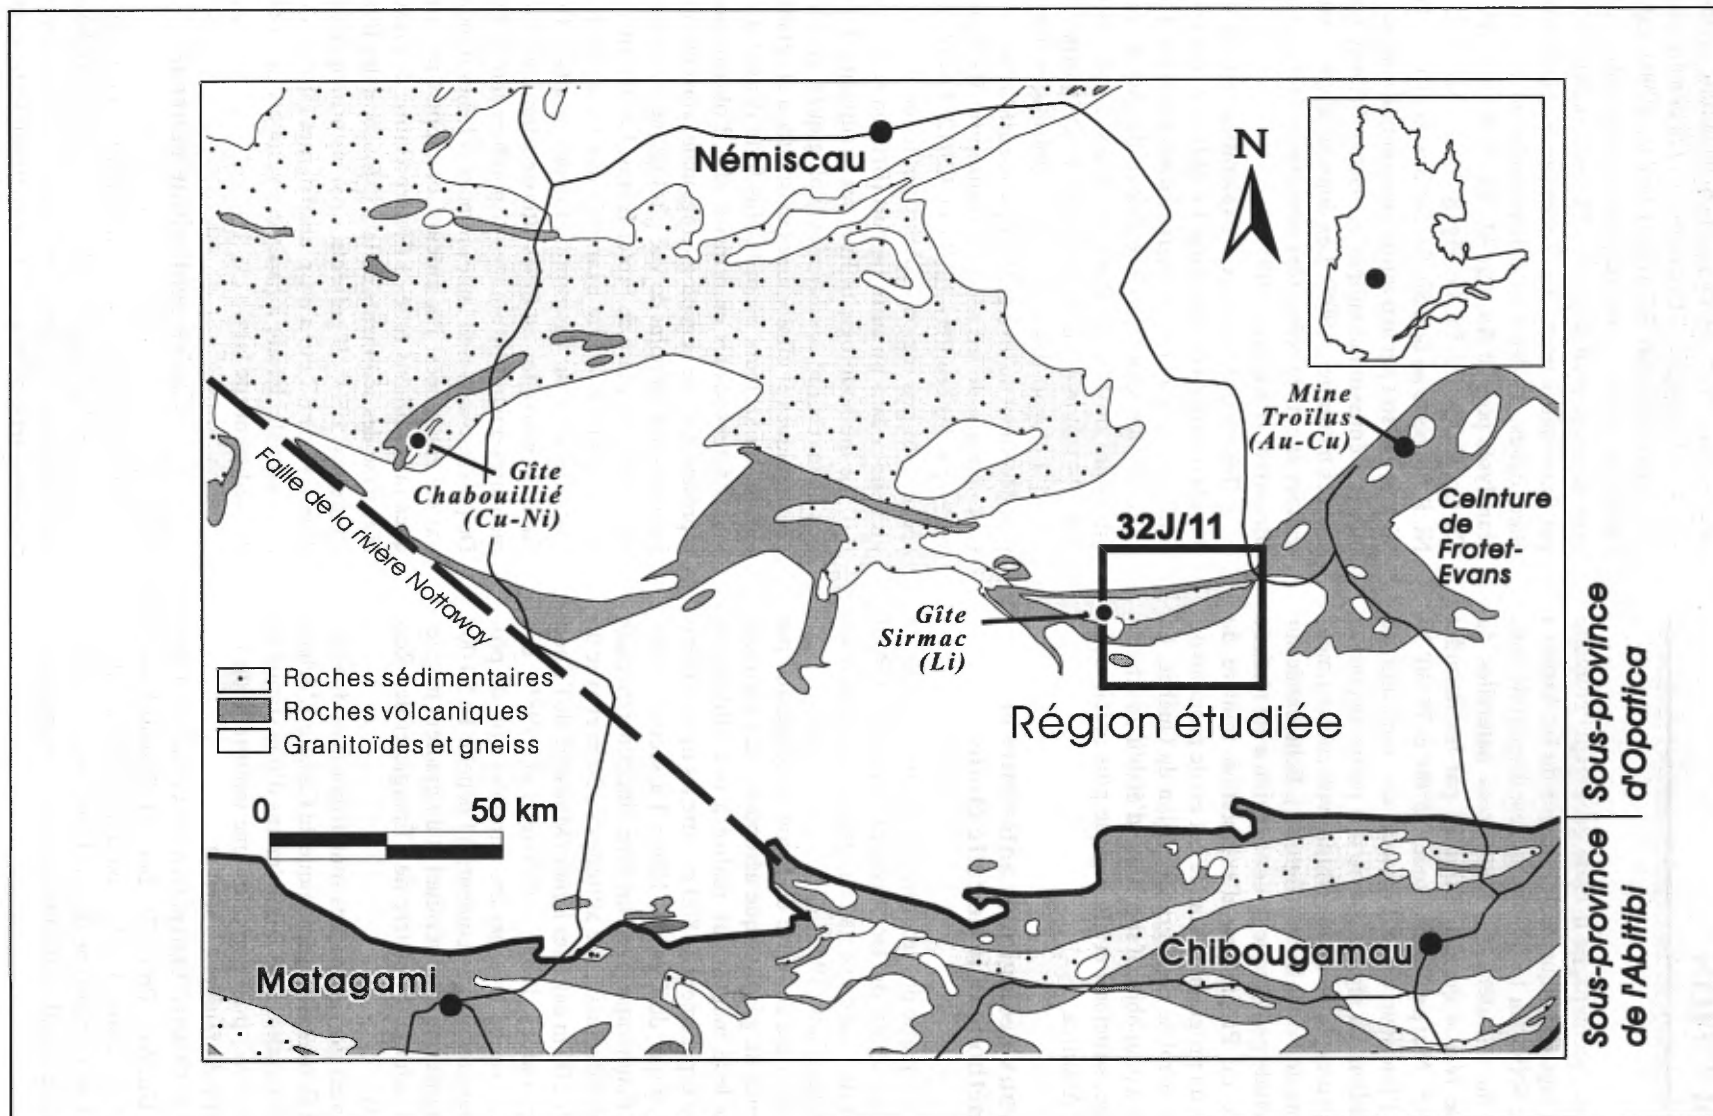 Némiscau
N
Mine
Troïlus
(Au-Cu)
Gîte
Chabouillié
(Cu-Ni)
Faille de la rivière Nottaway
Ceinture
de
Frotet-
Evans
32J/11
Gîte
Sirmac
(Li)
Région étudiée
Roches sédimentaires
Roches volcaniques
Granitoïdes et gneiss
0 50 km
Sous-province
d'Opatica
Sous-province
de l'Abitibi
Matagami
Chibougamau